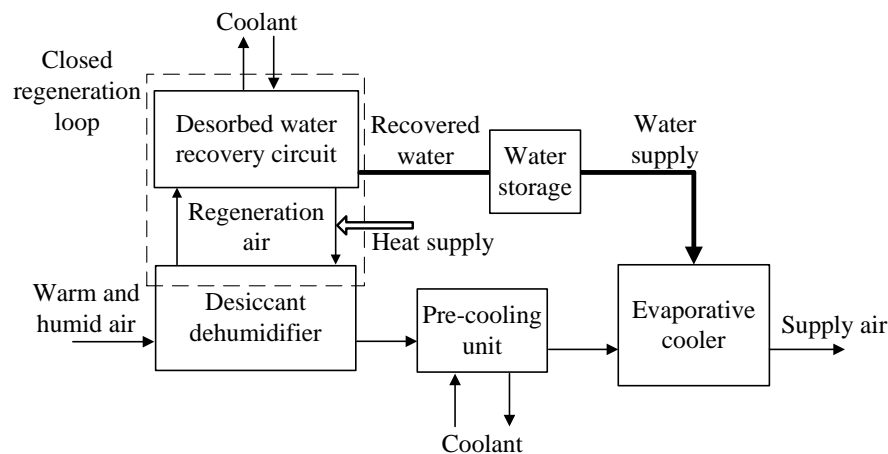 Coolant
Closed
regeneration
loop
Desorbed water
recovery circuit
Recovered
water
Water
storage
Water
supply
Regeneration
air
Heat supply
Warm and
humid air
Desiccant
dehumidifier
Pre-cooling
unit
Evaporative
cooler
Supply air
Coolant